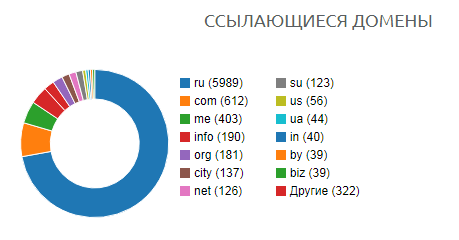 ССЫЛАЮЩИЕСЯ ДОМЕНЫ
ru (5989)
com (612)
me (403)
info (190)
org (181)
city (137)
net (126)
su (123)
us (56)
ua (44)
in (40)
by (39)
biz (39)
Другие (322)